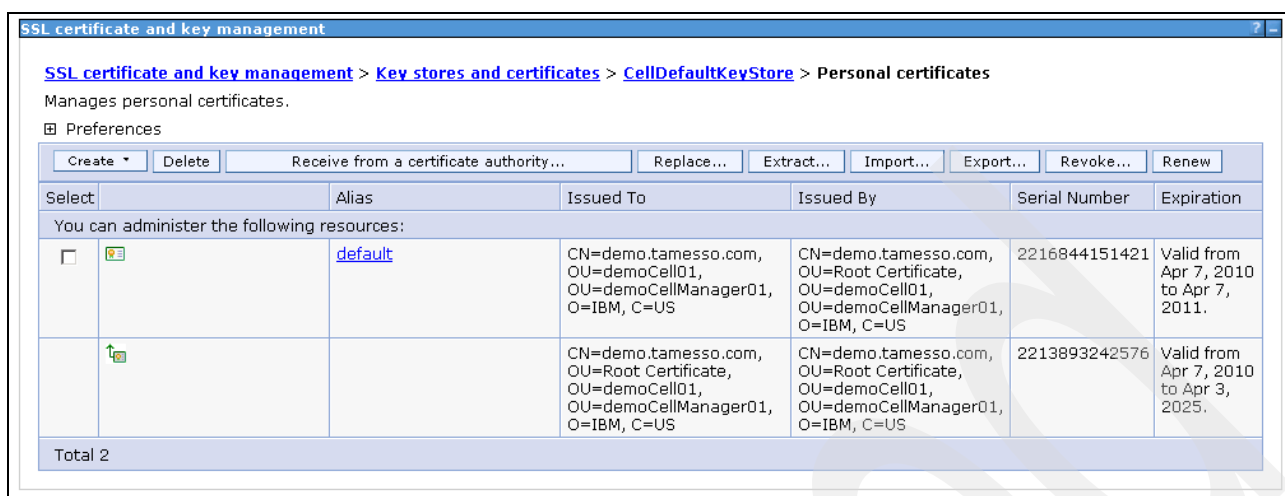 SSL certificate and key management
? –
SSL certificate and key management > Key stores and certificates > CellDefaultKeyStore > Personal certificates
Manages personal certificates.
Preferences
Create Delete Receive from a certificate authority... Replace... Extract... Import... Export... Revoke... Renew
Select Alias Issued To Issued By Serial Number Expiration
You can administer the following resources:
default
CN=demo.tamesso.com,
OU=demoCell01,
OU=demoCellManager01,
O=IBM, C=US
CN=demo.tamesso.com,
OU=Root Certificate,
OU=demoCell01,
OU=demoCellManager01,
O=IBM, C=US
2216844151421
Valid from
Apr 7, 2010
to Apr 7,
2011.
CN=demo.tamesso.com,
OU=Root Certificate,
OU=demoCell01,
OU=demoCellManager01,
O=IBM, C=US
CN=demo.tamesso.com,
OU=Root Certificate,
OU=demoCell01,
OU=demoCellManager01,
O=IBM, C=US
2213893242576
Valid from
Apr 7, 2010
to Apr 3,
2025.
Total 2